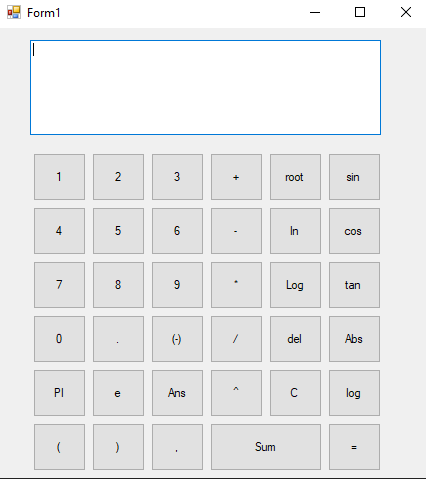 Form1
1 2 3 + root sin
4 5 6 - ln cos
7 8 9 * Log tan
0 . (-) / del Abs
PI e Ans ^ C log
( ) , Sum =